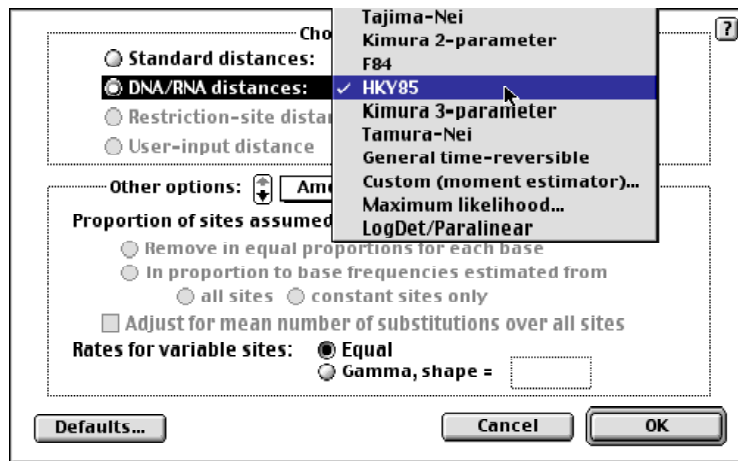 Tajima-Nei
Cho
?
Kimura 2-parameter
Standard distances:
F84
DNA/RNA distances:
✓ HKY85
Restriction-site
Kimura 3-parameter
Tamura-Nei
User-input distance
General time-reversible
Other options:
Custom (moment estimator)...
Proportion of sites assumed
Maximum likelihood...
LogDet/Paralinear
Remove in equal proportions for each base
In proportion to base frequencies estimated from
all sites constant sites only
Adjust for mean number of substitutions over all sites
Rates for variable sites: Equal
Gamma, shape =
Defaults... Cancel OK